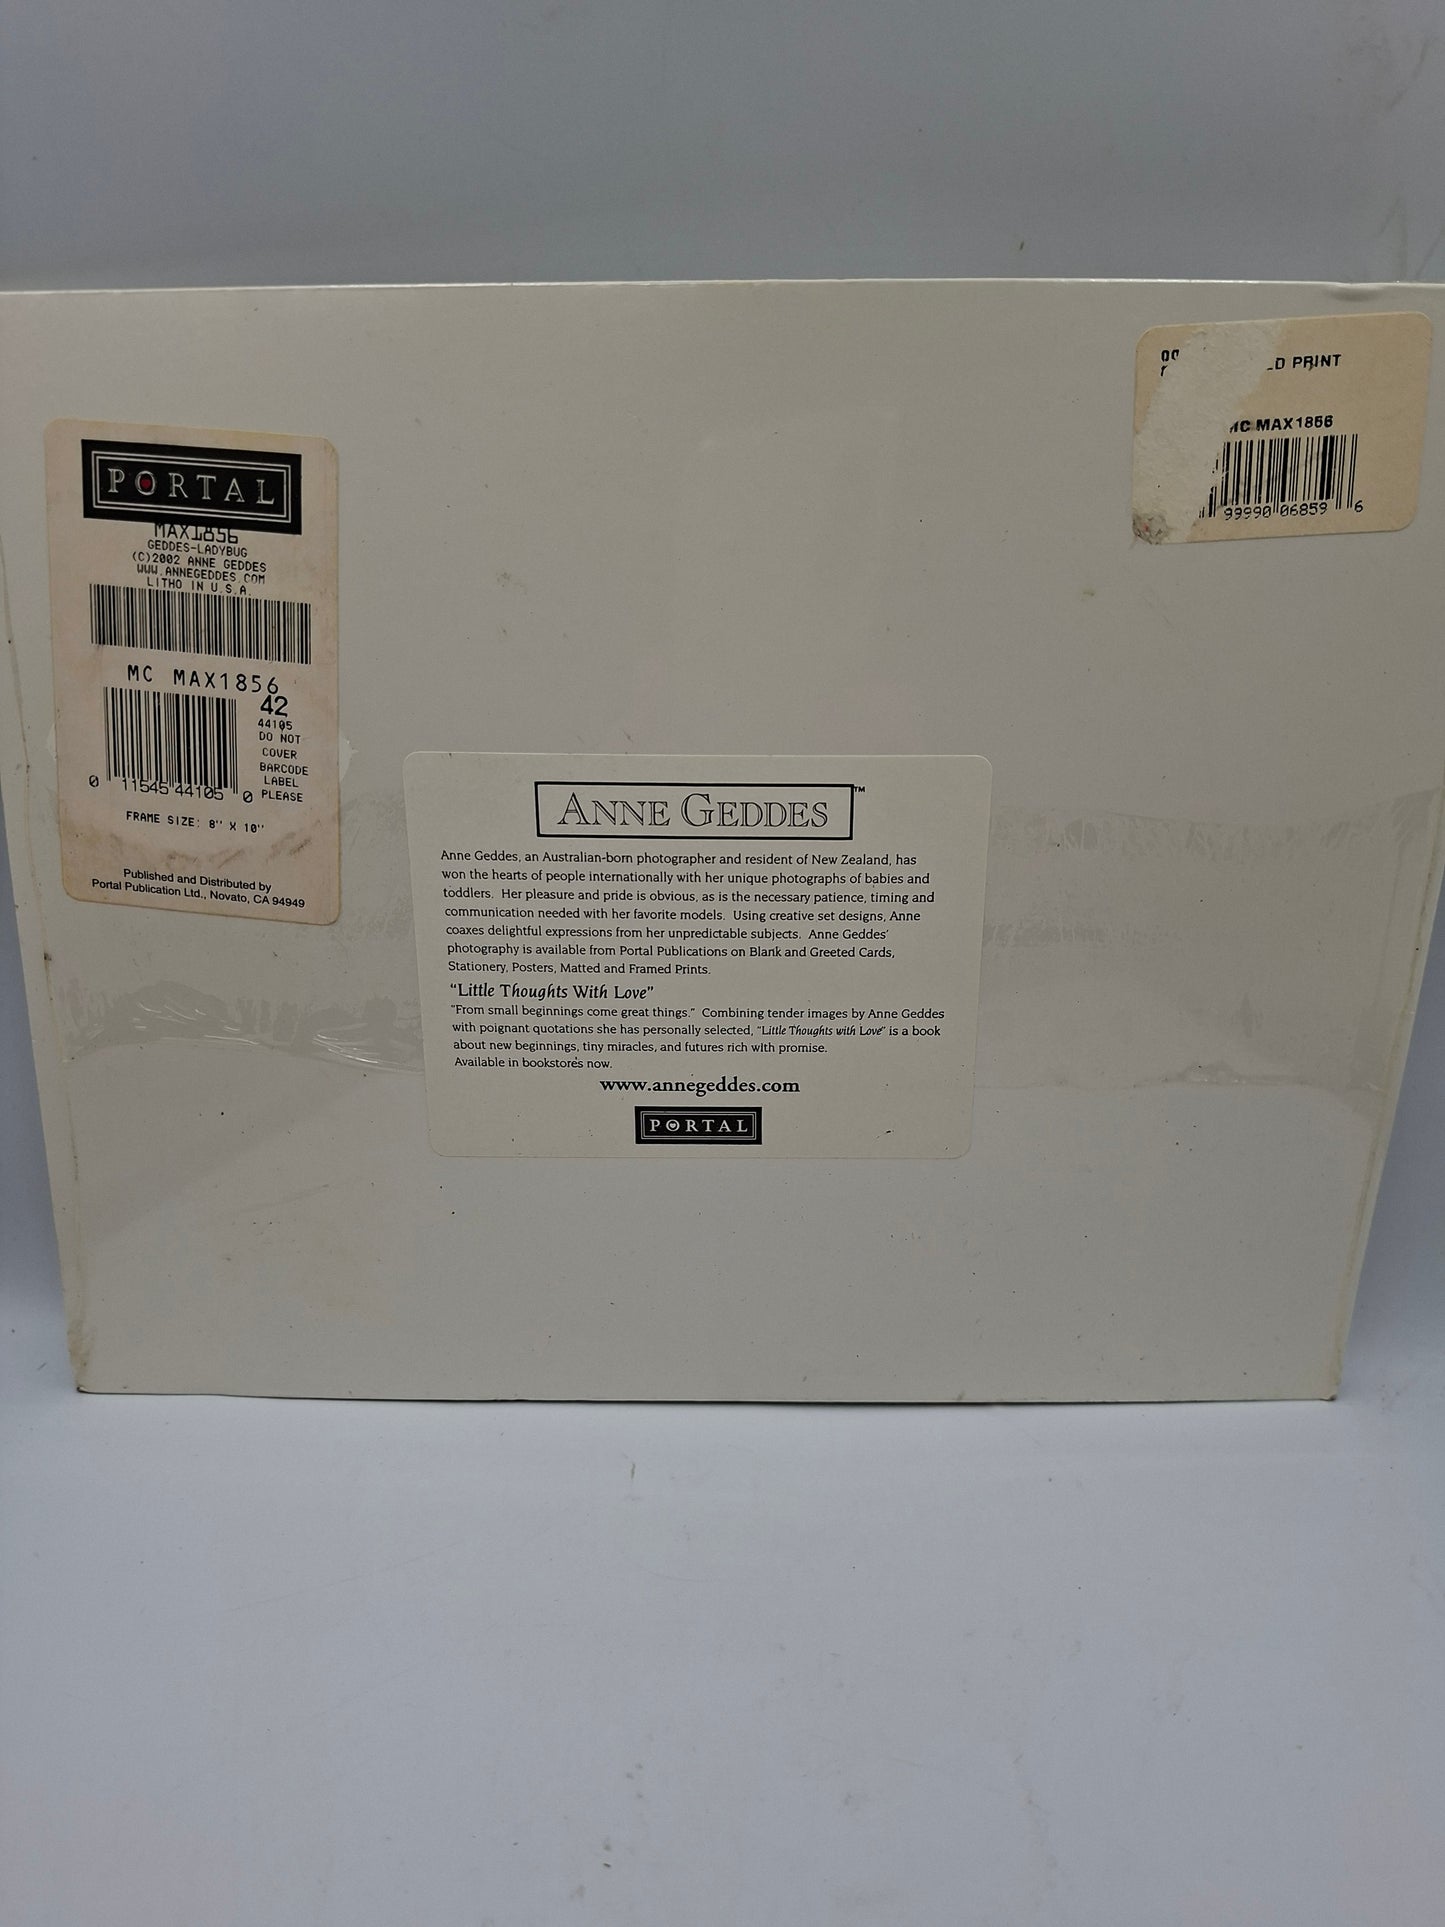 PORTAL
MAX1856
GEDDES-LADYBUG
(C)2002 ANNE GEDDES
WWW.ANNEGEDDES.COM
LITHO IN U.S.A.
MC MAX1856
42
44105
DO NOT
COVER
BARCODE
LABEL
PLEASE
0 11545 44105 0
FRAME SIZE: 8" X 10"
Published and Distributed by
Portal Publication Ltd., Novato, CA 94949
PRINT
MAX1856
99990 06859 6
ANNE GEDDES™
Anne Geddes, an Australian-born photographer and resident of New Zealand, has
won the hearts of people internationally with her unique photographs of babies and
toddlers. Her pleasure and pride is obvious, as is the necessary patience, timing and
communication needed with her favorite models. Using creative set designs, Anne
coaxes delightful expressions from her unpredictable subjects. Anne Geddes'
photography is available from Portal Publications on Blank and Greeted Cards,
Stationery, Posters, Matted and Framed Prints.
"Little Thoughts With Love"
"From small beginnings come great things." Combining tender images by Anne Geddes
with poignant quotations she has personally selected, "Little Thoughts with Love" is a book
about new beginnings, tiny miracles, and futures rich with promise.
Available in bookstores now.
www.annegeddes.com
PORTAL